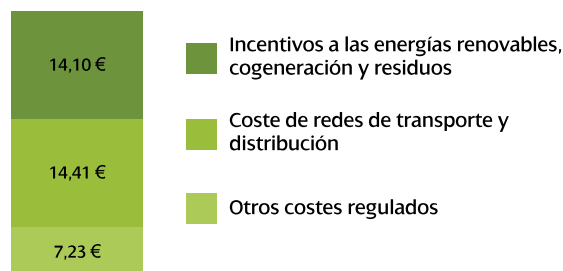 14,10 €
Incentivos a las energías renovables,
cogeneración y residuos
14,41 €
Coste de redes de transporte y
distribución
7,23 €
Otros costes regulados